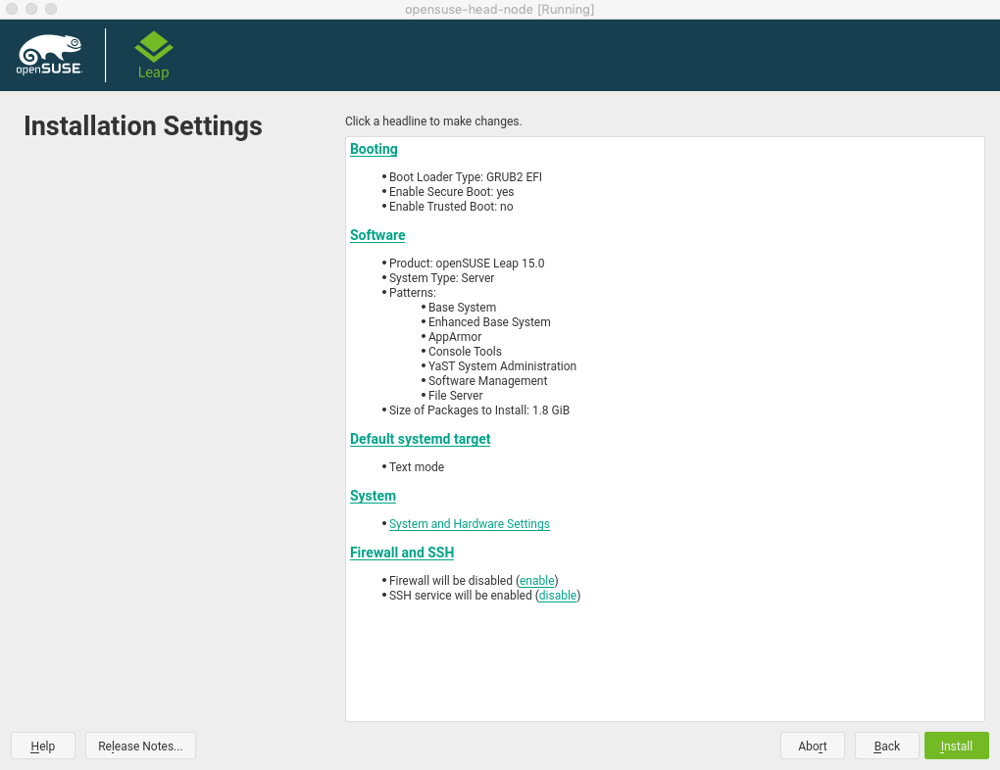 opensuse-head-node [Running]
openSUSE.
Leap
Installation Settings
Click a headline to make changes.
Booting
• Boot Loader Type: GRUB2 EFI
• Enable Secure Boot: yes
• Enable Trusted Boot: no
Software
• Product: openSUSE Leap 15.0
• System Type: Server
• Patterns:
• Base System
• Enhanced Base System
• AppArmor
• Console Tools
• YaST System Administration
• Software Management
• File Server
• Size of Packages to Install: 1.8 GiB
Default systemd target
• Text mode
System
• System and Hardware Settings
Firewall and SSH
• Firewall will be disabled (enable)
• SSH service will be enabled (disable)
Help Release Notes... Abort Back Install